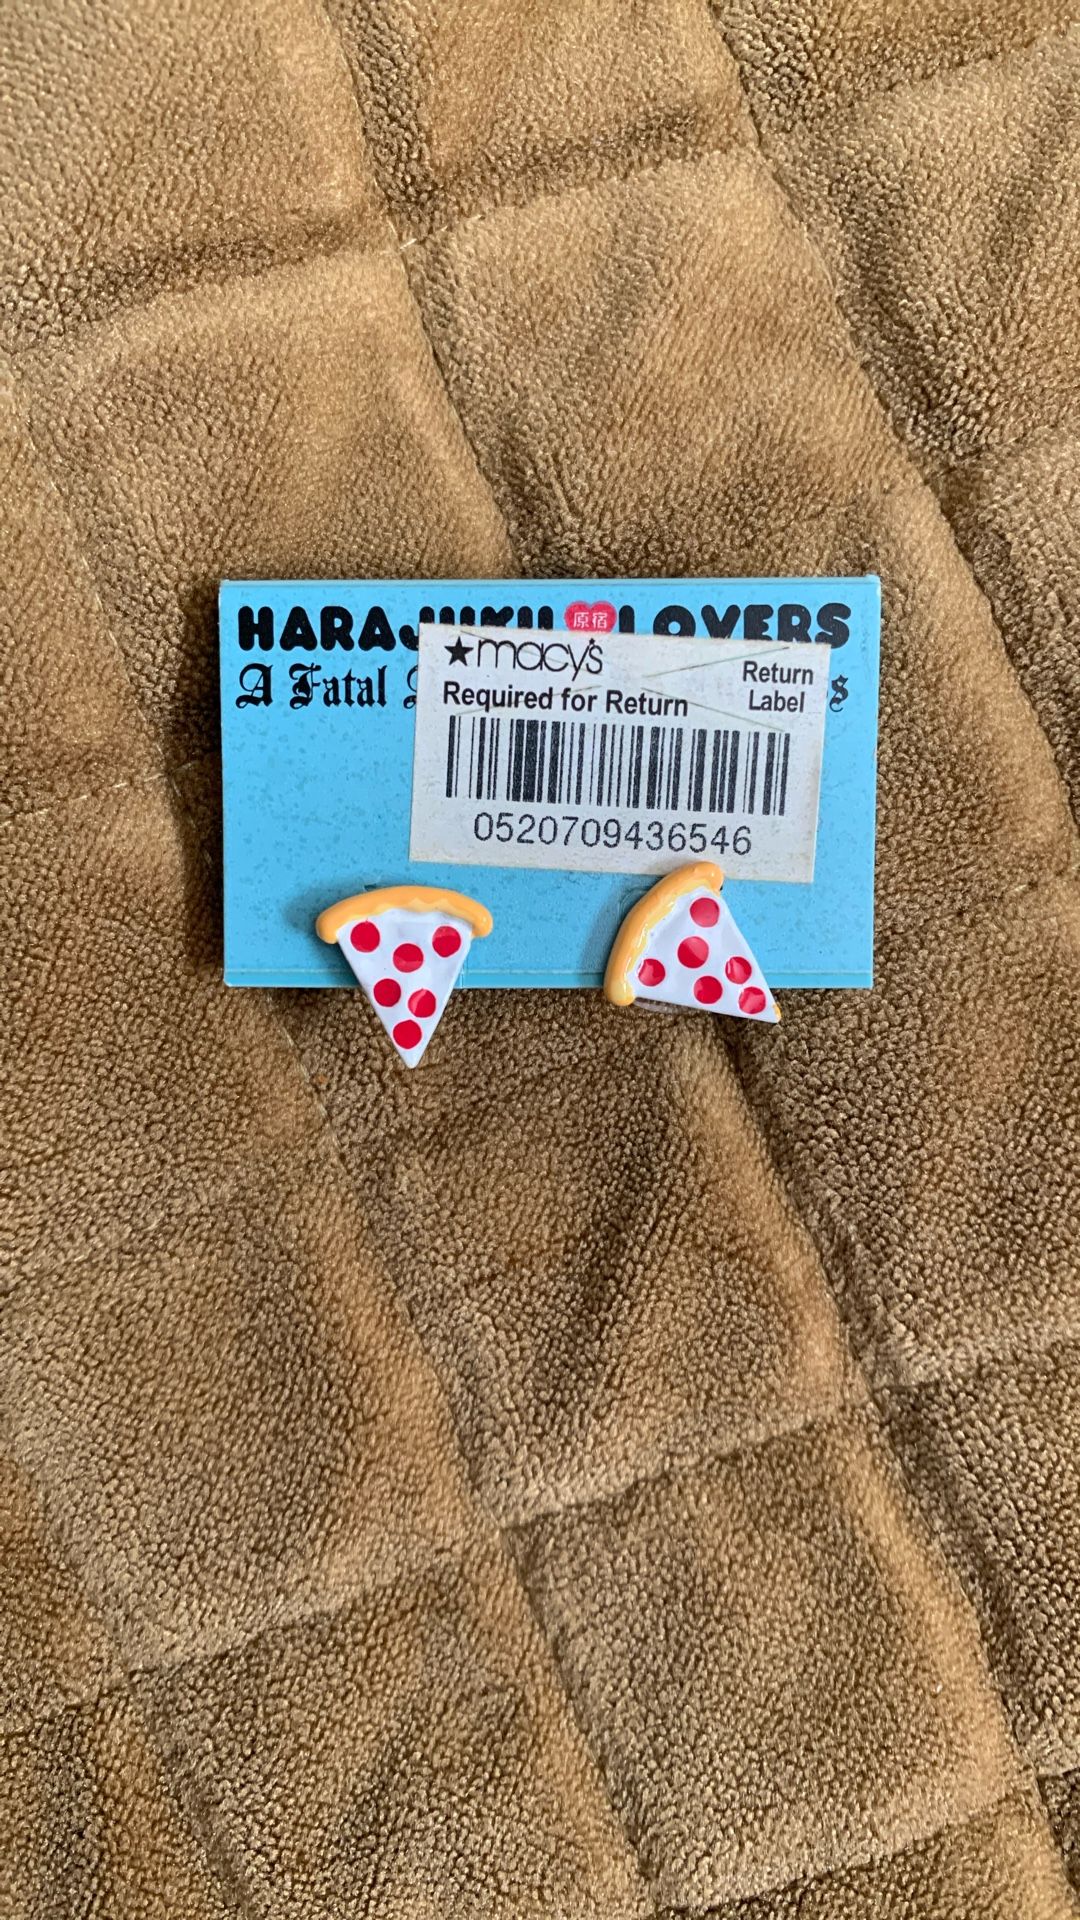 HARAJUKU 原宿 LOVERS
A Fatal
★macy's
Return
Required for Return
Label
0520709436546